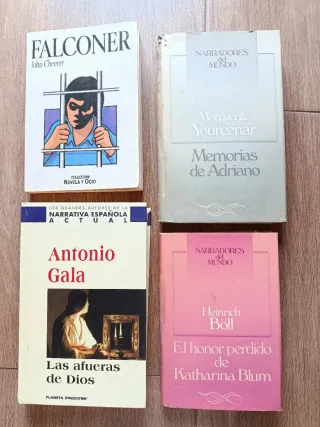 FALCONER
John Cheever
COLECCIÓN
NOVELA Y OCIO
NARRADORES
del
MUNDO
Marguerite
Yourcenar
Memorias
de Adriano
LOS GRANDES AUTORES DE LA
NARRATIVA ESPAÑOLA
ACTUAL
Antonio
Gala
Las afueras
de Dios
PLANETA DEAGOSTINI
NARRADORES
del
MUNDO
Heinrich
Böll
El honor perdido
de Katharina Blum